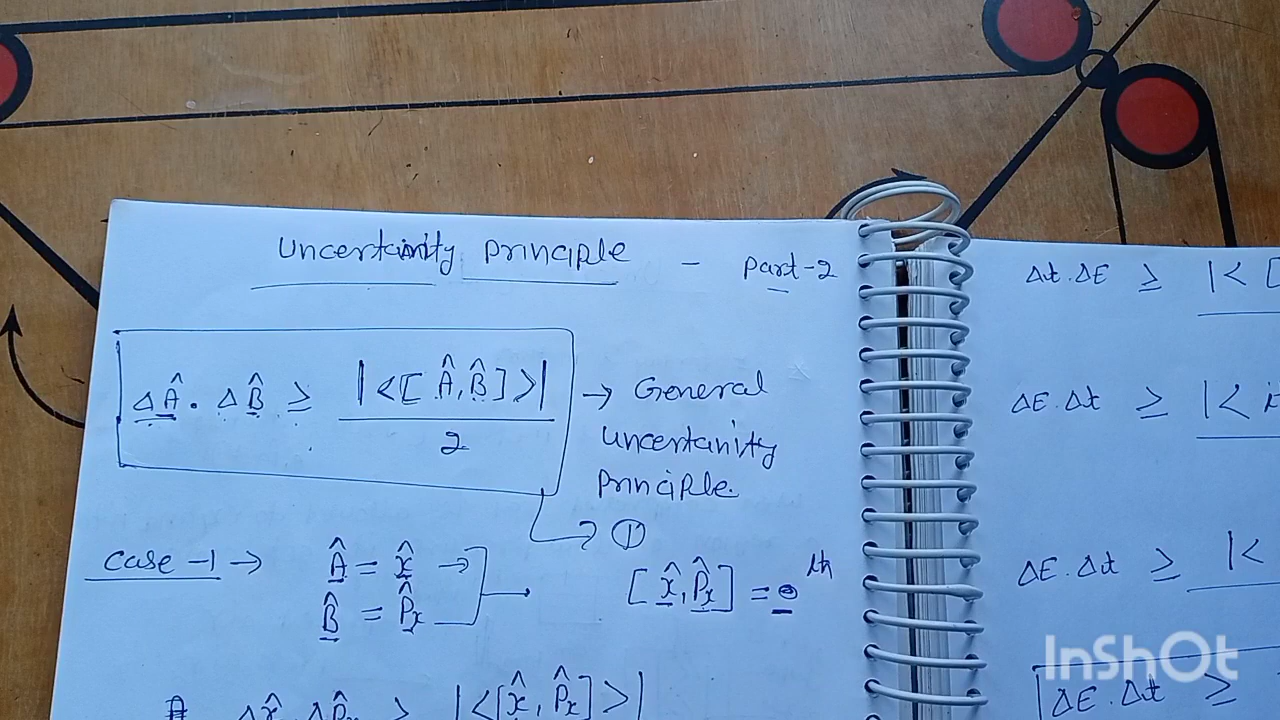 Uncertainity Principle - Part-2
ΔÂ . ΔB̂ ≥ |<[Â, B̂]>| / 2 → General
Uncertainity
Principle.
→ ①
Case -1 → Â = x̂ →
B̂ = P̂x → [x̂, P̂x] = iħ
Δx̂ . ΔP̂x ≥ |<[x̂, P̂x]>|
Δt . ΔE ≥ |<[
ΔE . Δt ≥ |< i
ΔE . Δt ≥ |<
ΔE . Δt ≥
InShOt